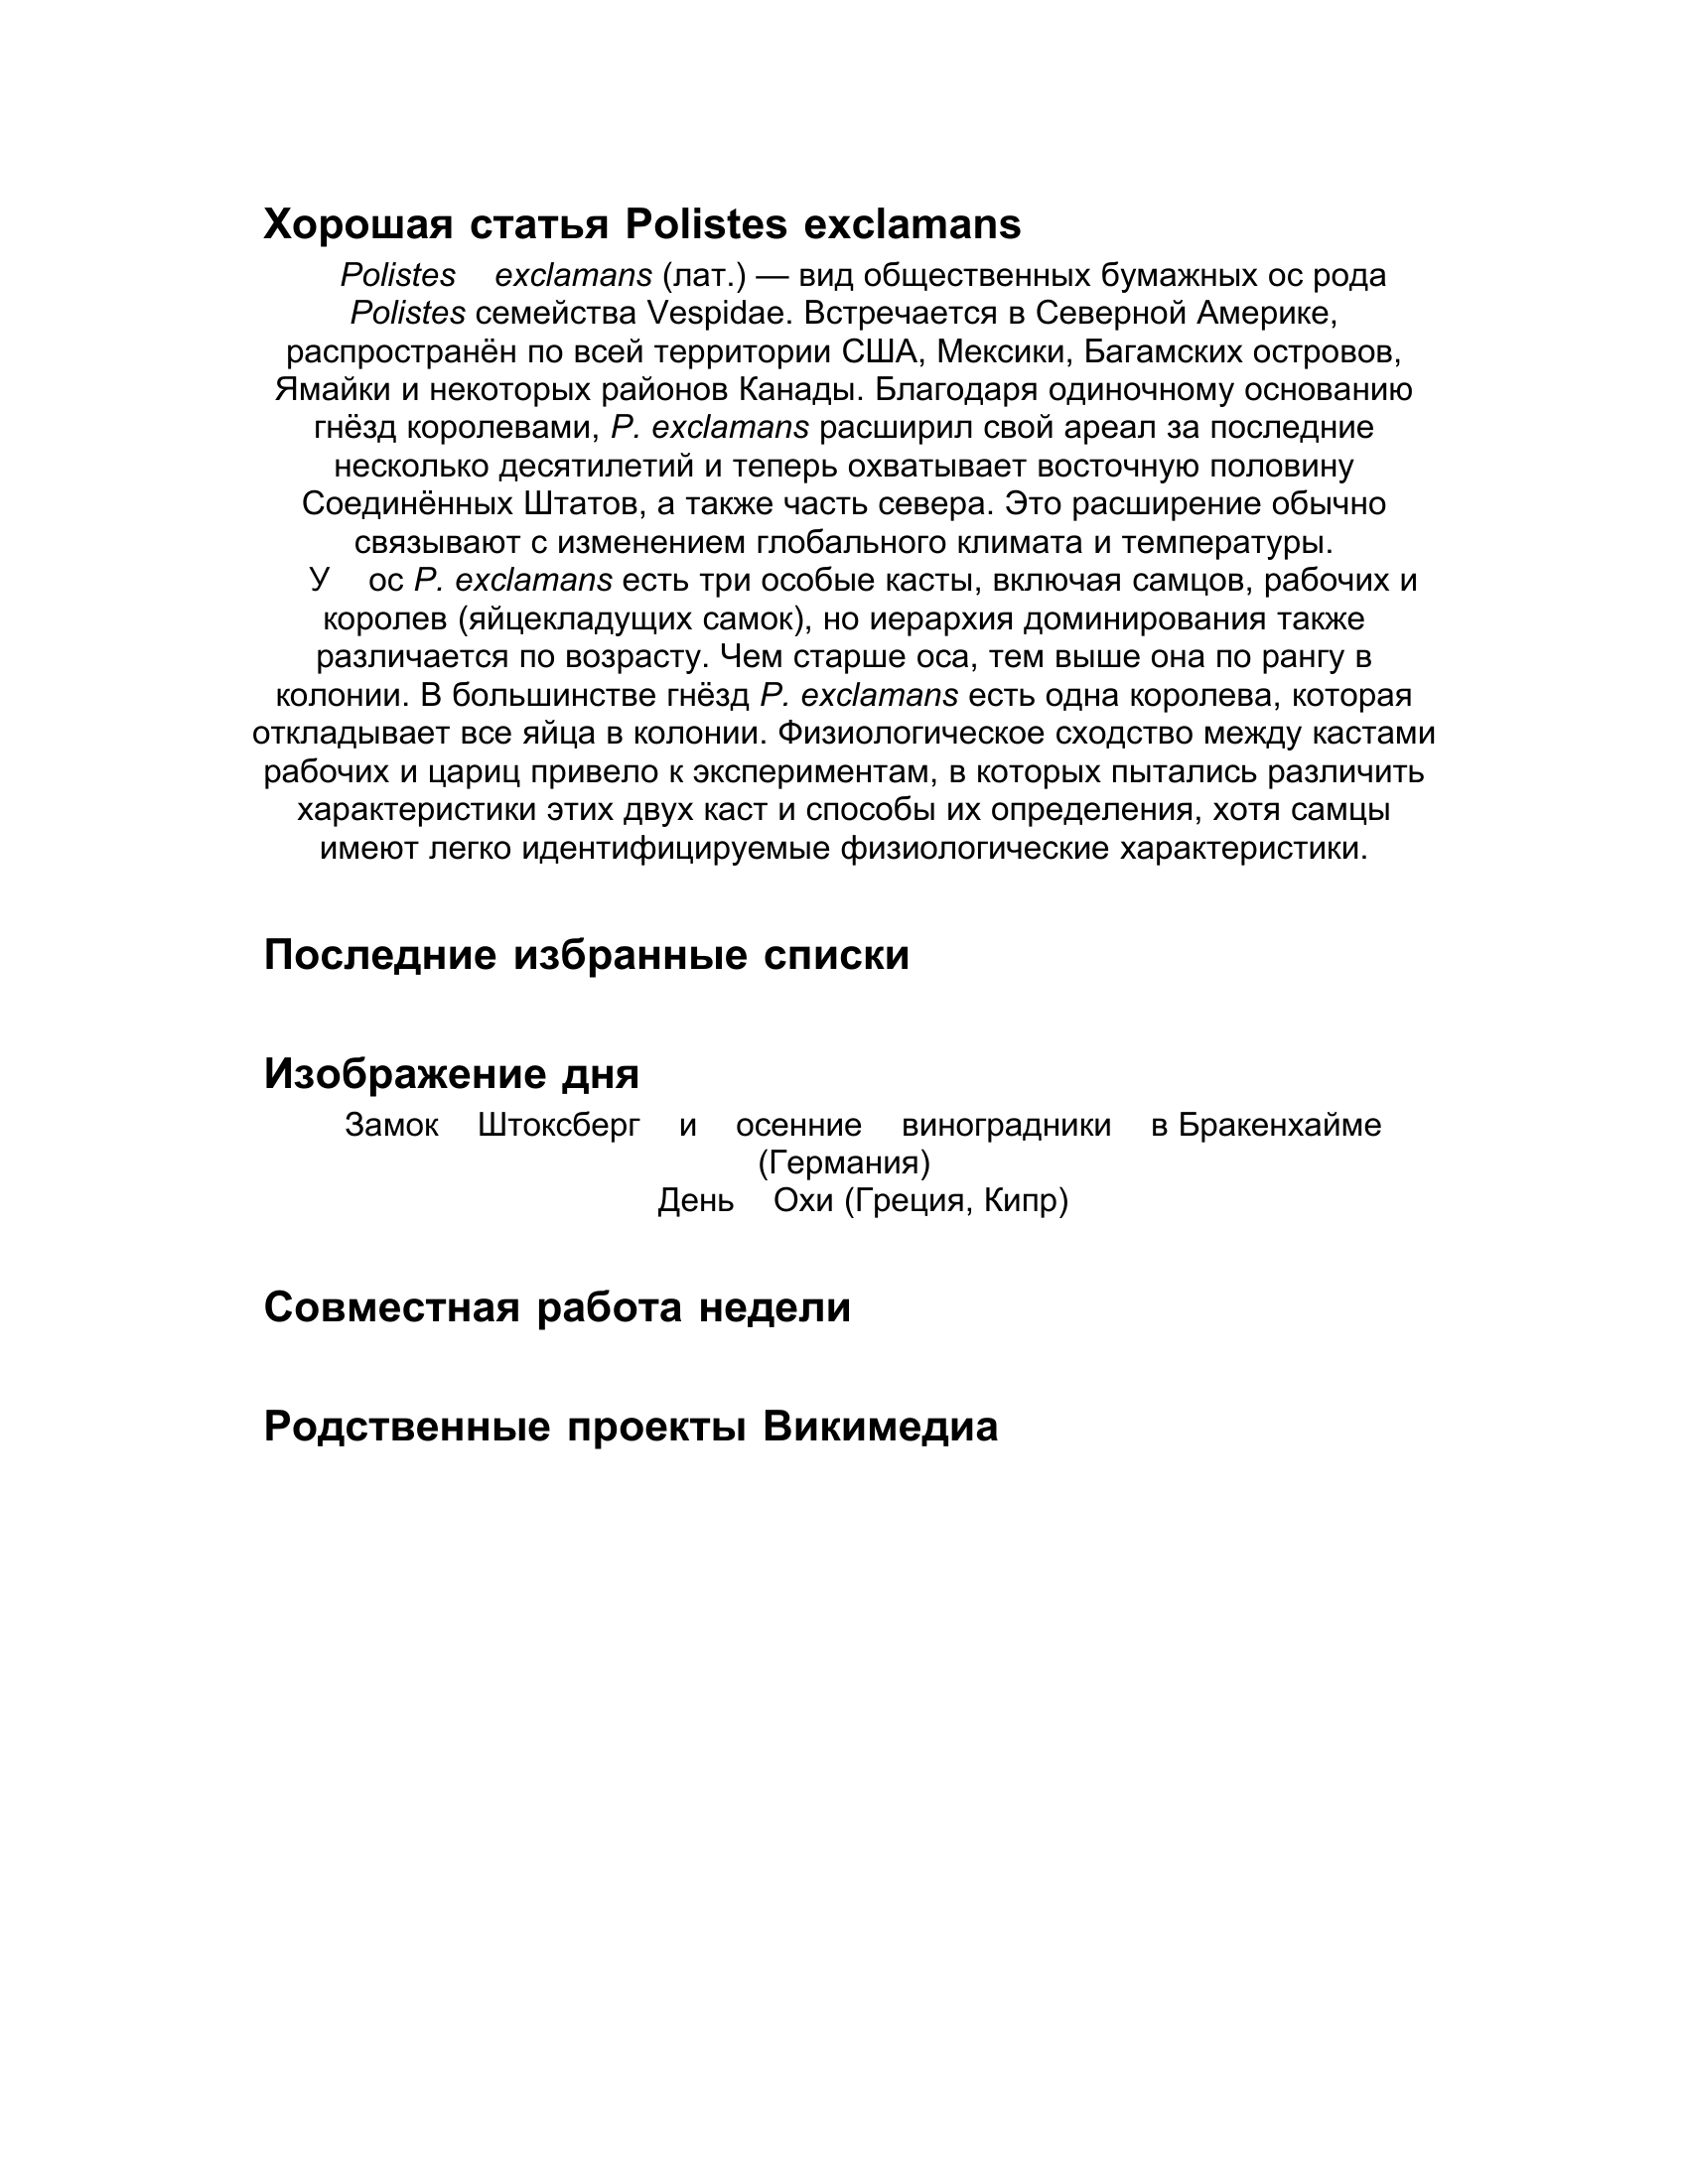 Хорошая статья Polistes exclamans
Polistes exclamans (лат.) — вид общественных бумажных ос рода
Polistes семейства Vespidae. Встречается в Северной Америке,
распространён по всей территории США, Мексики, Багамских островов,
Ямайки и некоторых районов Канады. Благодаря одиночному основанию
гнёзд королевами, P. exclamans расширил свой ареал за последние
несколько десятилетий и теперь охватывает восточную половину
Соединённых Штатов, а также часть севера. Это расширение обычно
связывают с изменением глобального климата и температуры.
У ос P. exclamans есть три особые касты, включая самцов, рабочих и
королев (яйцекладущих самок), но иерархия доминирования также
различается по возрасту. Чем старше оса, тем выше она по рангу в
колонии. В большинстве гнёзд P. exclamans есть одна королева, которая
откладывает все яйца в колонии. Физиологическое сходство между кастами
рабочих и цариц привело к экспериментам, в которых пытались различить
характеристики этих двух каст и способы их определения, хотя самцы
имеют легко идентифицируемые физиологические характеристики.
Последние избранные списки
Изображение дня
Замок Штоксберг и осенние виноградники в Бракенхайме
(Германия)
День Охи (Греция, Кипр)
Совместная работа недели
Родственные проекты Викимедиа